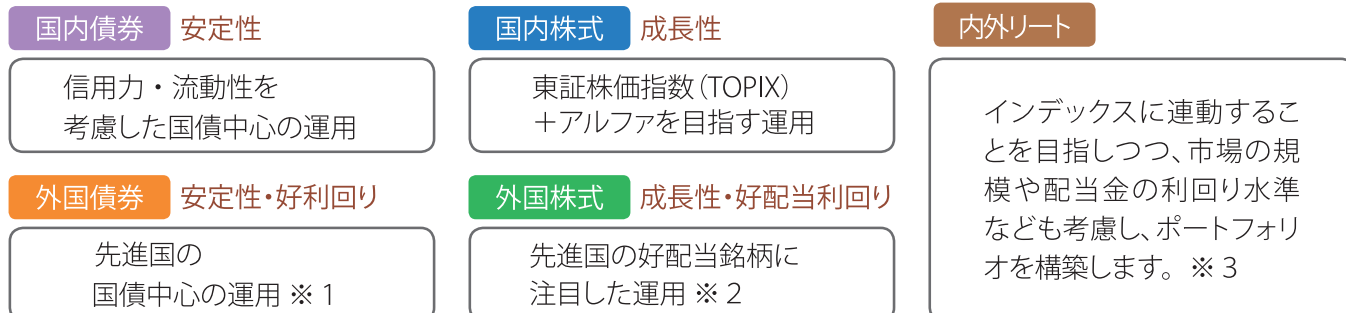 国内債券 安定性
信用力・流動性を
考慮した国債中心の運用
国内株式 成長性
東証株価指数(TOPIX)
＋アルファを目指す運用
内外リート
インデックスに連動するこ
とを目指しつつ、市場の規
模や配当金の利回り水準
なども考慮し、ポートフォリ
オを構築します。※3
外国債券 安定性・好利回り
先進国の
国債中心の運用 ※1
外国株式 成長性・好配当利回り
先進国の好配当銘柄に
注目した運用 ※2